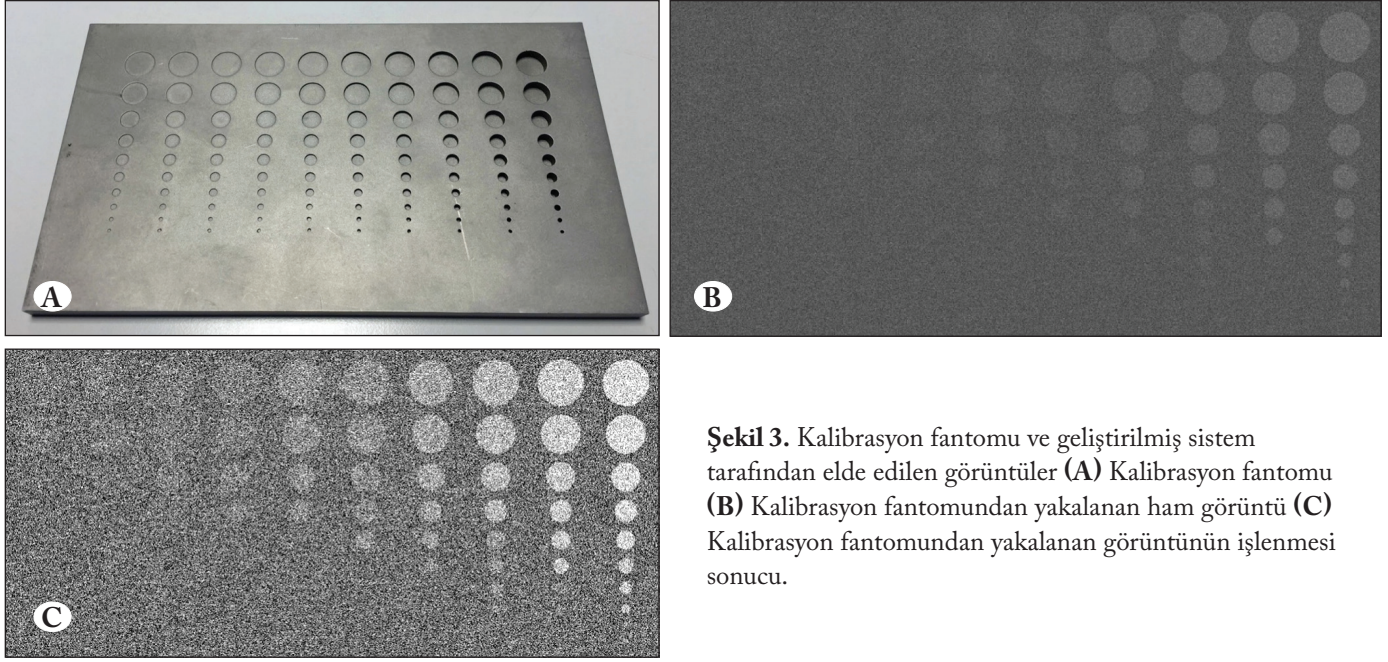 A
B
C
Şekil 3. Kalibrasyon fantomu ve geliştirilmiş sistem
tarafından elde edilen görüntüler (A) Kalibrasyon fantomu
(B) Kalibrasyon fantomundan yakalanan ham görüntü (C)
Kalibrasyon fantomundan yakalanan görüntünün işlenmesi
sonucu.